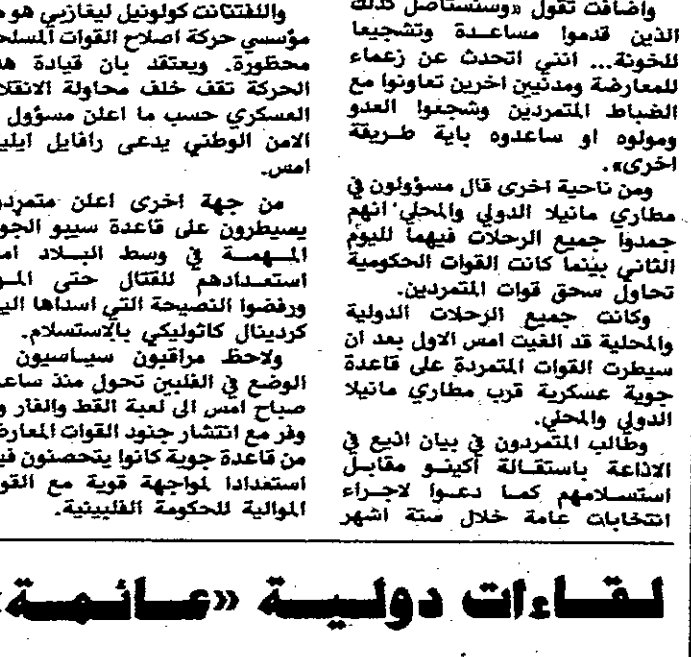 واضافت تقول «وسنستأصل كذلك
الذين قدموا مساعدة وتشجيعا
للخونة... انني اتحدث عن زعماء
للمعارضة ومدنيين اخرين تعاونوا مع
الضباط المتمردين وشجعوا العدو
ومولوه او ساعدوه باية طريقة
اخرى».
ومن ناحية اخرى قال مسؤولون في
مطاري مانيلا الدولي والمحلي انهم
جمدوا جميع الرحلات فيهما لليوم
الثاني بينما كانت القوات الحكومية
تحاول سحق قوات المتمردين.
وكانت جميع الرحلات الدولية
والمحلية قد الغيت امس الاول بعد ان
سيطرت القوات المتمردة على قاعدة
جوية عسكرية قرب مطاري مانيلا
الدولي والمحلي.
وطالب المتمردون في بيان اذيع في
الاذاعة باستقالة أكينو مقابل
استسلامهم كما دعوا لاجراء
انتخابات عامة خلال ستة اشهر
واللفتنانت كولونيل ليغازبي هو
مؤسسي حركة اصلاح القوات المسلحة
محظورة. ويعتقد بان قيادة
الحركة تقف خلف محاولة
العسكري حسب ما اعلن مسؤول
الامن الوطني يدعى رافايل
امس.
من جهة اخرى اعلن
يسيطرون على قاعدة سيبو
المهمة في وسط البلاد
استعدادهم للقتال حتى
ورفضوا النصيحة التي اسداها
كردينال كاثوليكي بالاستسلام.
ولاحظ مراقبون سياسيون
الوضع في الفلبين تحول منذ
صباح امس الى لعبة القط والفار
وفر مع انتشار جنود القوات
من قاعدة جوية كانوا يتحصنون
استعدادا لمواجهة قوية مع
الموالية للحكومة الفلبينية.
لقاءات دولية «عائمة»